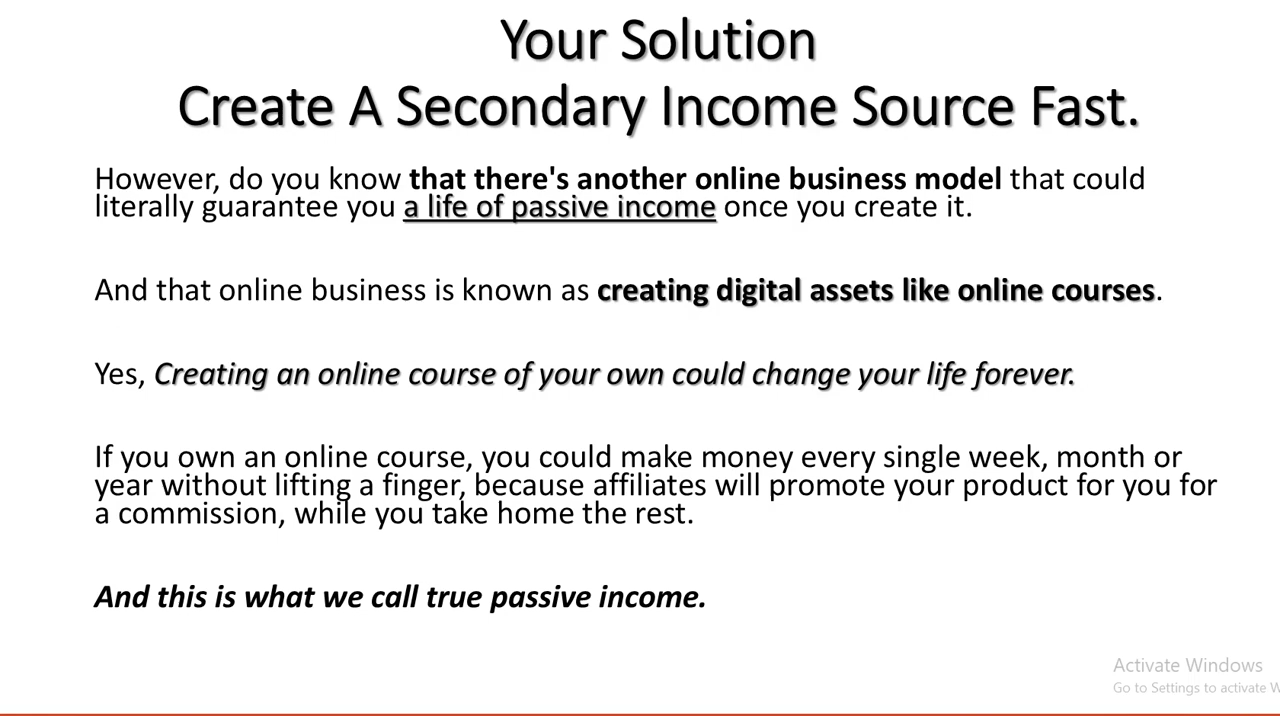 Your Solution
Create A Secondary Income Source Fast.
However, do you know that there's another online business model that could
literally guarantee you a life of passive income once you create it.
And that online business is known as creating digital assets like online courses.
Yes, Creating an online course of your own could change your life forever.
If you own an online course, you could make money every single week, month or
year without lifting a finger, because affiliates will promote your product for you for
a commission, while you take home the rest.
And this is what we call true passive income.
Activate Windows
Go to Settings to activate W